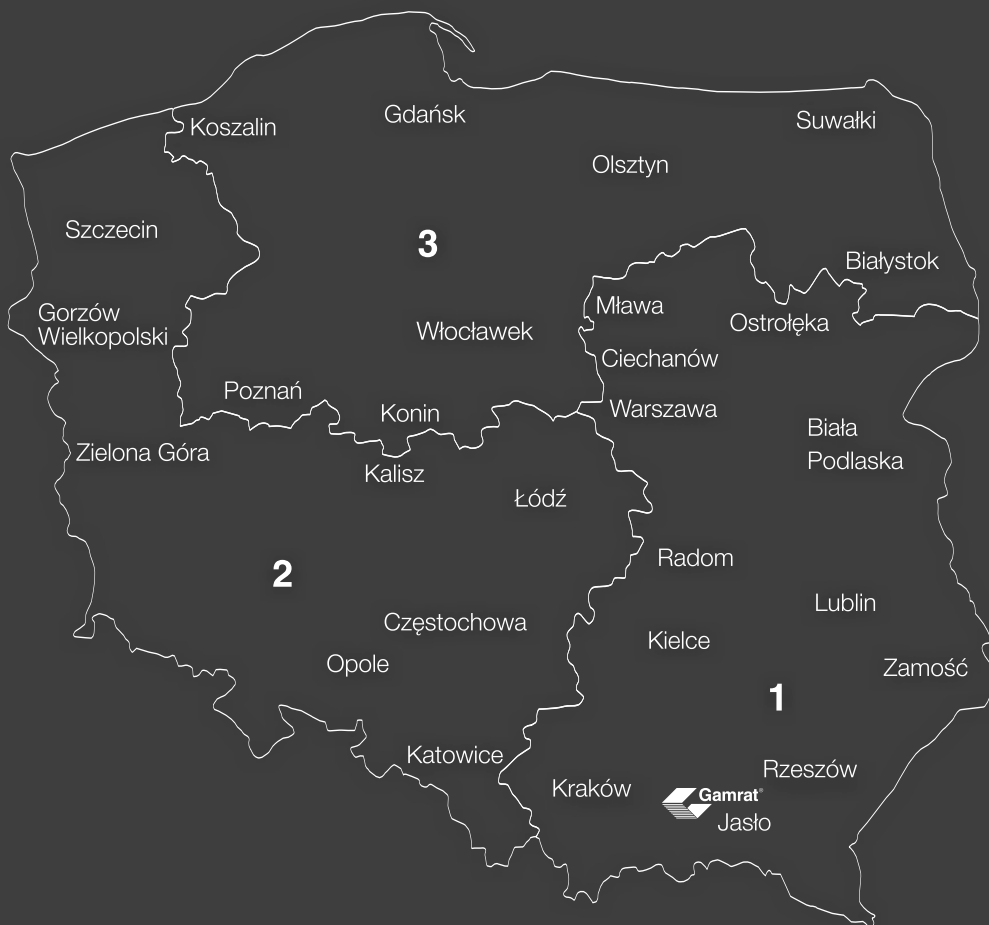 Gdańsk
Suwałki
Koszalin
Olsztyn
Szczecin
3
Białystok
Gorzów
Wielkopolski
Mława
Ostrołęka
Włocławek
Ciechanów
Poznań
Konin
Warszawa
Biała
Podlaska
Zielona Góra
Kalisz
Łódź
Radom
2
Lublin
Częstochowa
Kielce
Opole
Zamość
1
Katowice
Rzeszów
Kraków
Gamrat®
Jasło